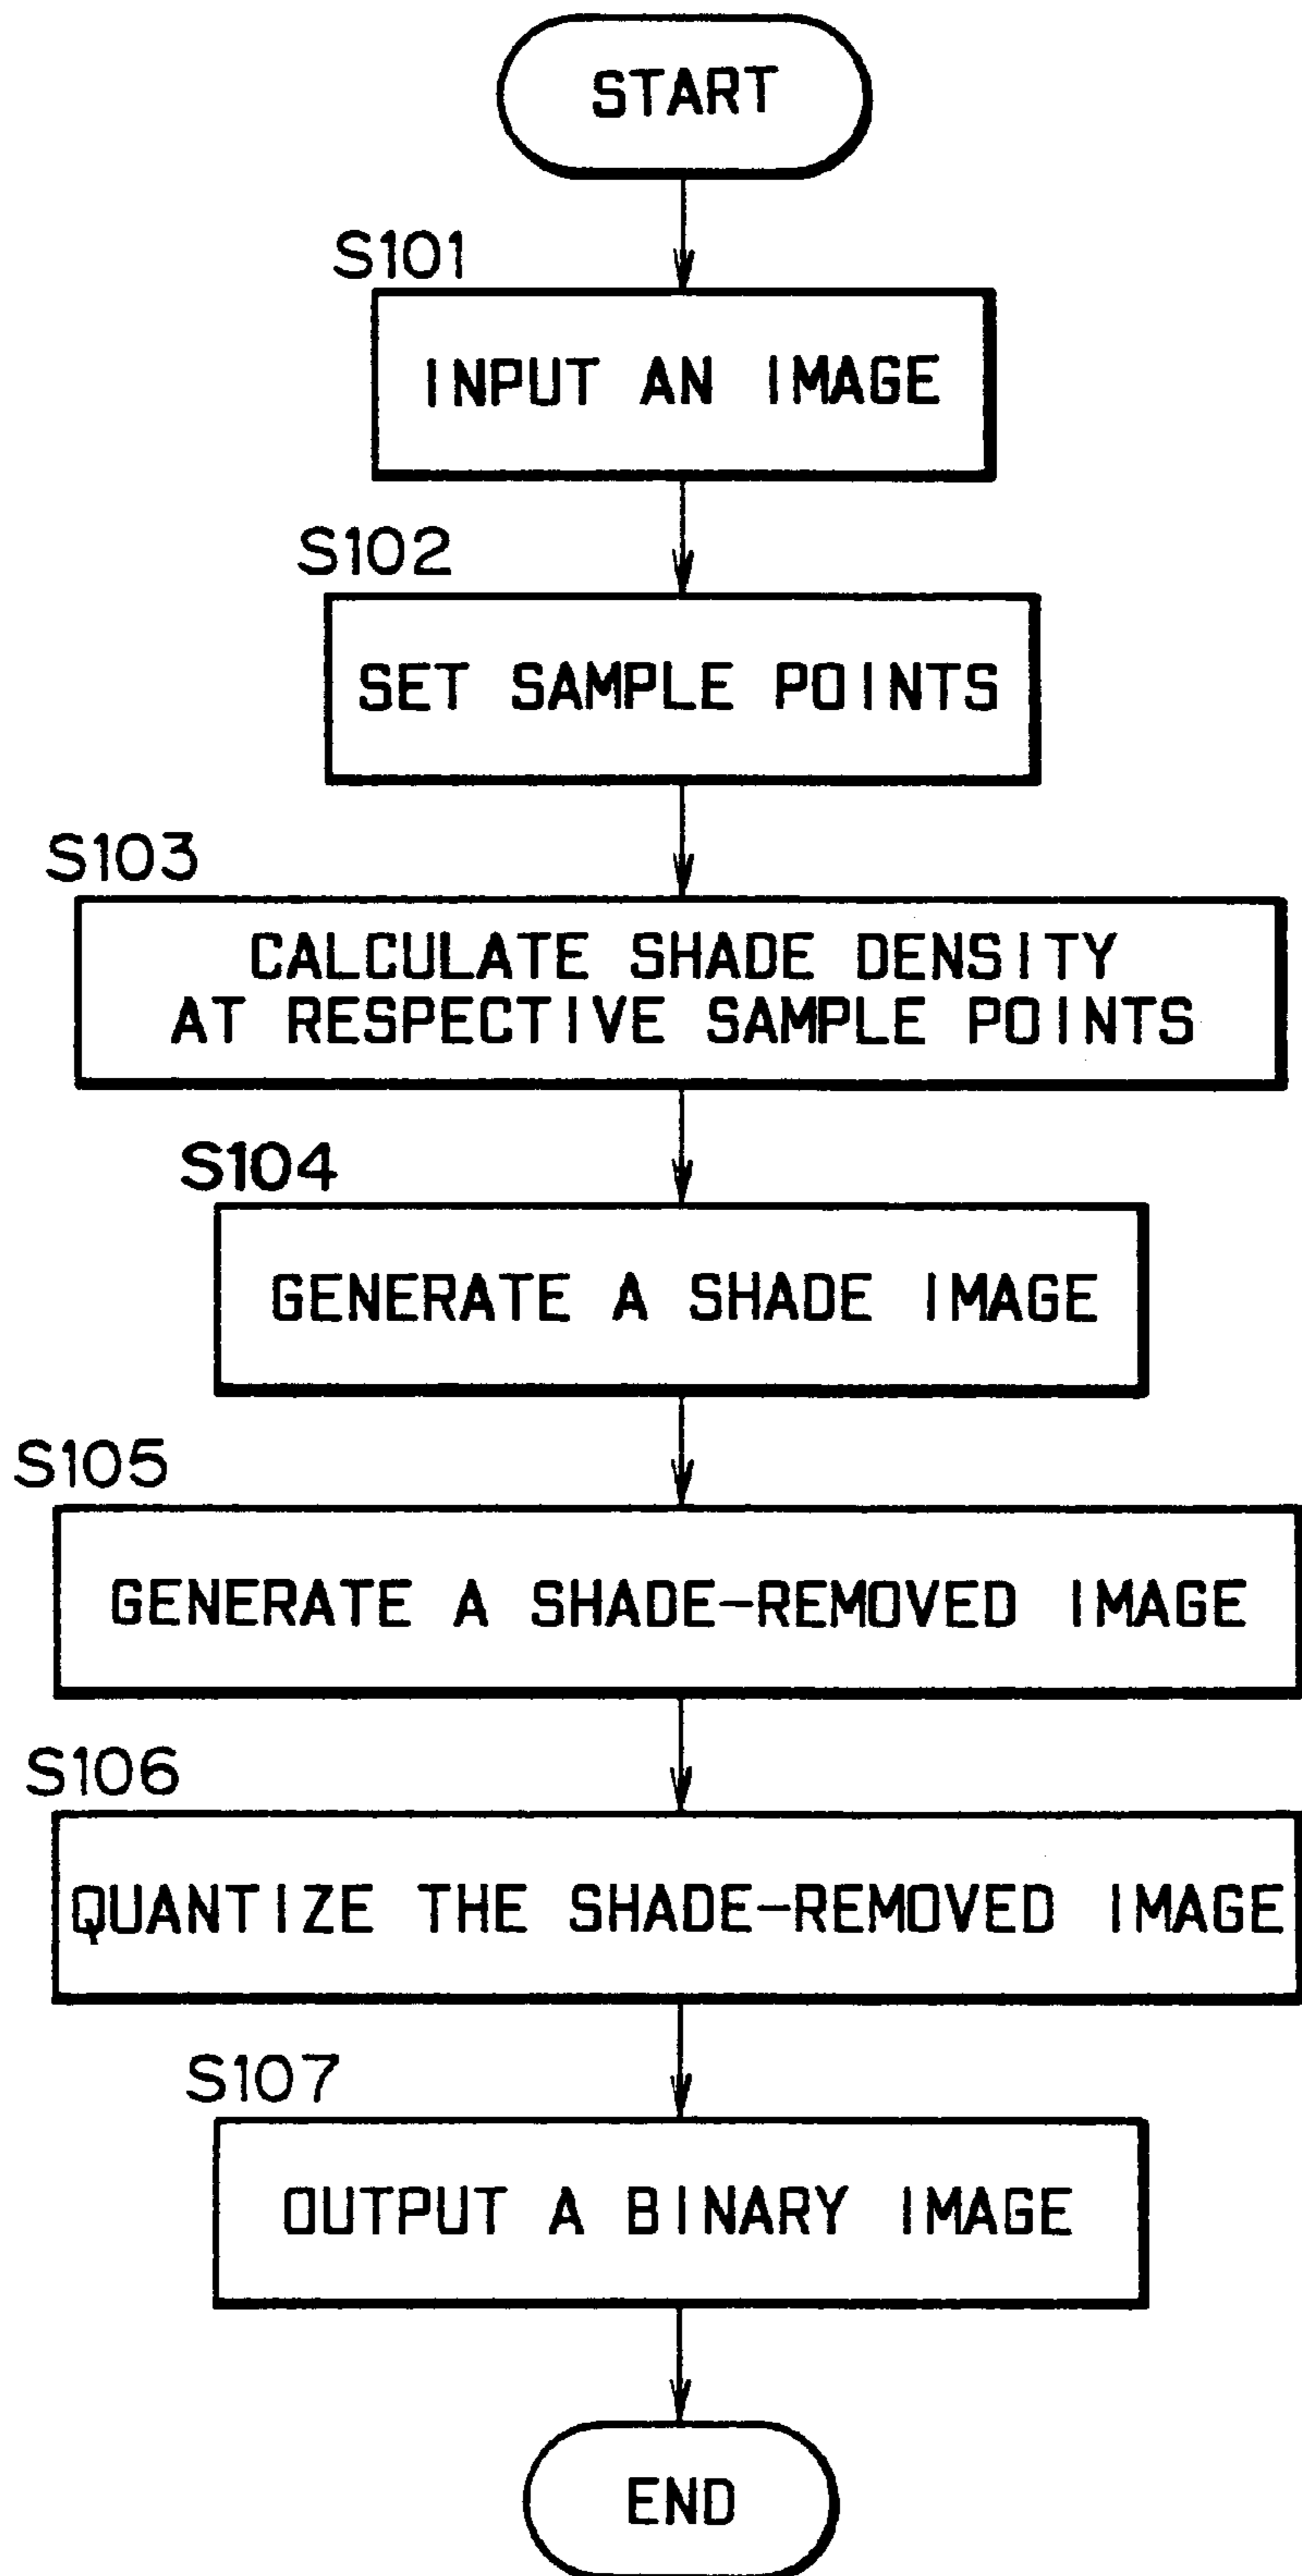 START
S101
INPUT AN IMAGE
S102
SET SAMPLE POINTS
S103
CALCULATE SHADE DENSITY
AT RESPECTIVE SAMPLE POINTS
S104
GENERATE A SHADE IMAGE
S105
GENERATE A SHADE-REMOVED IMAGE
S106
QUANTIZE THE SHADE-REMOVED IMAGE
S107
OUTPUT A BINARY IMAGE
END